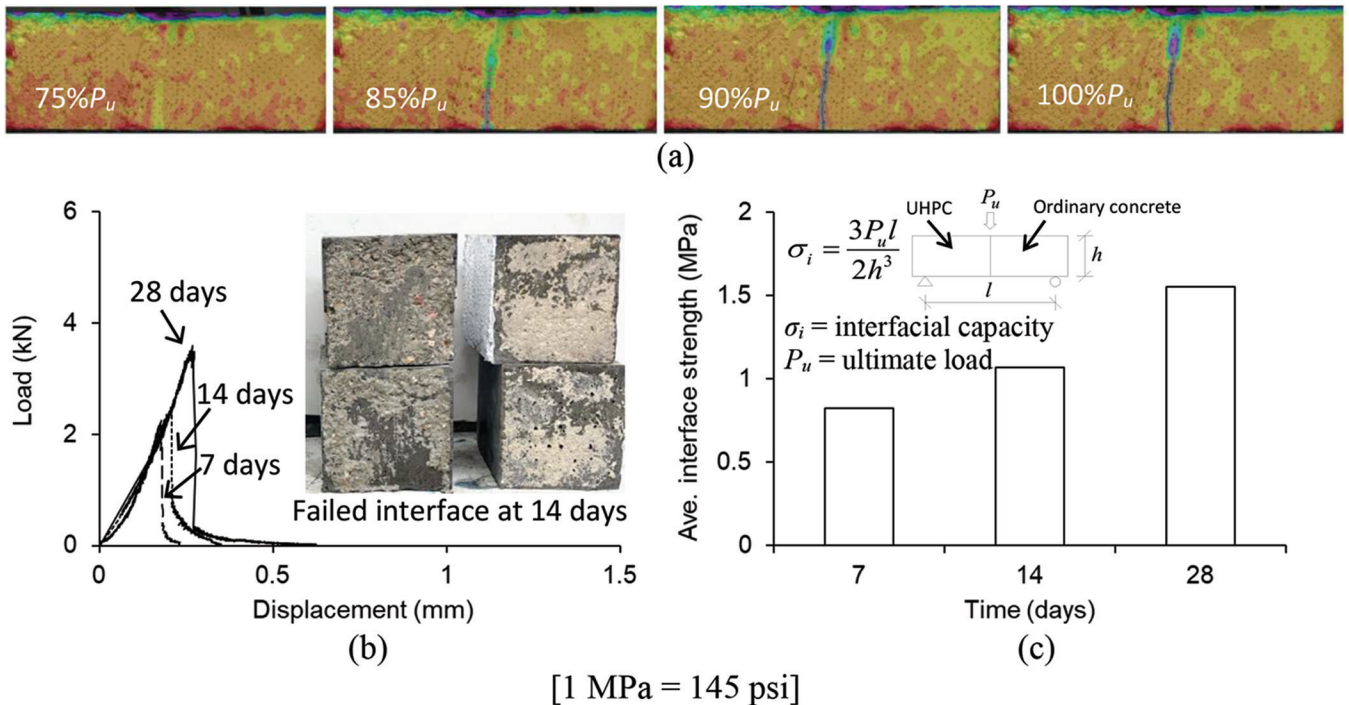 75%Pu
85%Pu
90%Pu
100%Pu
(a)
6
4
2
0
Load (kN)
28 days
14 days
7 days
Failed interface at 14 days
0
0.5
1
1.5
Displacement (mm)
(b)
2
1.5
1
0.5
0
Ave. interface strength (MPa)
Pu
UHPC
Ordinary concrete
σi = 3Pul / 2h³
h
l
σi = interfacial capacity
Pu = ultimate load
7
14
28
Time (days)
(c)
[1 MPa = 145 psi]